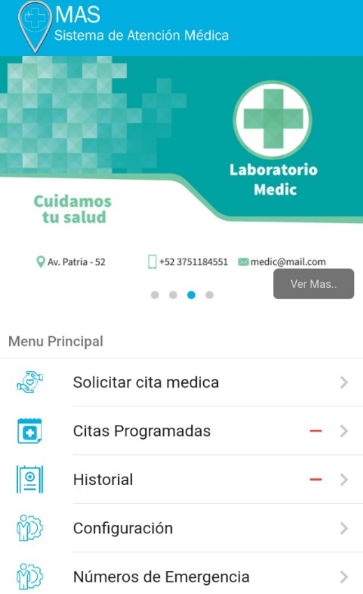 MAS
Sistema de Atención Médica
Laboratorio
Medic
Cuidamos
tu salud
Av. Patria - 52
+52 3751184551
medic@mail.com
Ver Mas..
Menu Principal
Solicitar cita medica
Citas Programadas
Historial
Configuración
Números de Emergencia